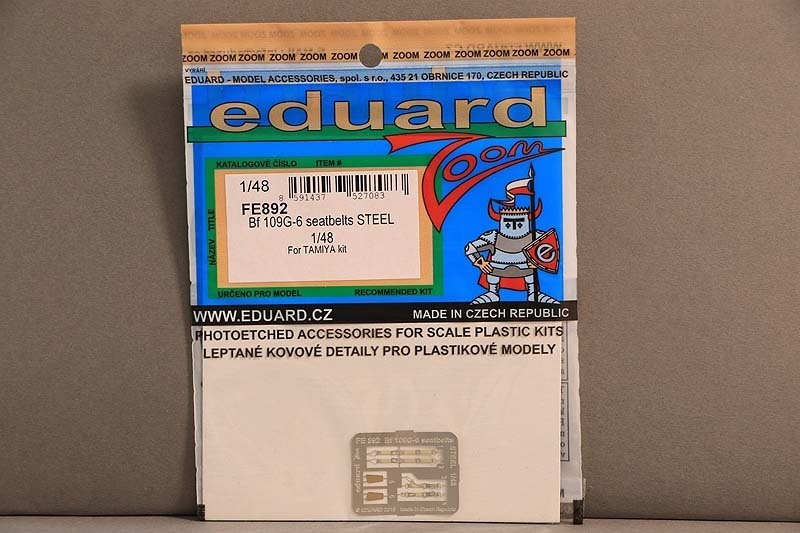 ZOOM ZOOM ZOOM ZOOM ZOOM ZOOM ZOOM ZOOM ZOOM ZOOM ZOOM ZOOM ZOOM
EDUARD - MODEL ACCESSORIES, spol. s r.o., 435 21 OBRNICE 170, CZECH REPUBLIC
eduard
Zoom
KATALOGOVÉ ČÍSLO ITEM #
1/48
8 591437 527083
FE892
Bf 109G-6 seatbelts STEEL
1/48
For TAMIYA kit
NÁZEV TITLE
e
URČENO PRO MODEL RECOMMENDED KIT
WWW.EDUARD.CZ MADE IN CZECH REPUBLIC
PHOTOETCHED ACCESSORIES FOR SCALE PLASTIC KITS
LEPTANÉ KOVOVÉ DETAILY PRO PLASTIKOVÉ MODELY
FE 892 Bf 109G-6 seatbelts
STEEL 1/48
eduard
made in Czech Republic